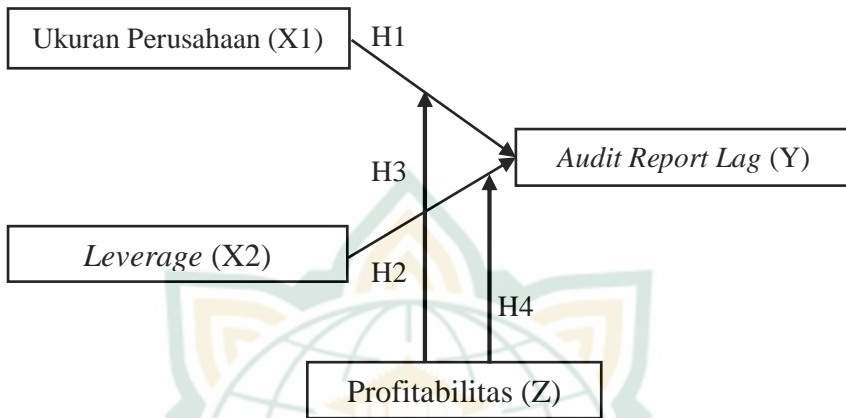 Ukuran Perusahaan (X1)
H1
Audit Report Lag (Y)
H3
Leverage (X2)
H2
H4
Profitabilitas (Z)